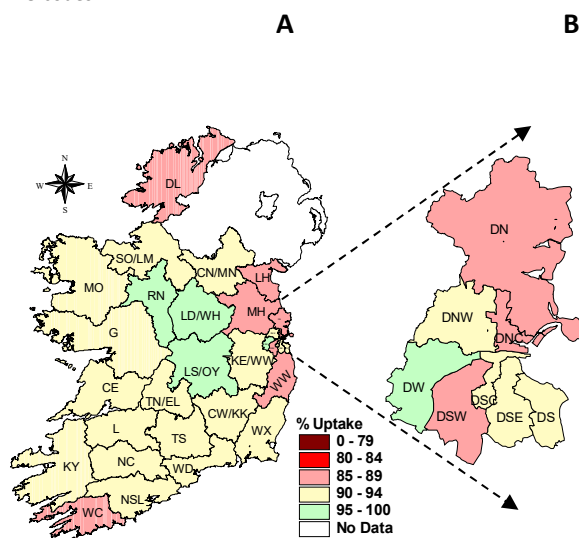 A
B
N
W E
S
DL
SO/LM
CN/MN
MO
RN
LH
LD/WH
MH
G
LS/OY
KE/WW
WW
CE
TN/EL
CW/KK
L
TS
WX
KY
NC
WD
NSL
WC
DN
DNW
DNC
DW
DSC
DSW
DSE
DS
% Uptake
0 - 79
80 - 84
85 - 89
90 - 94
95 - 100
No Data